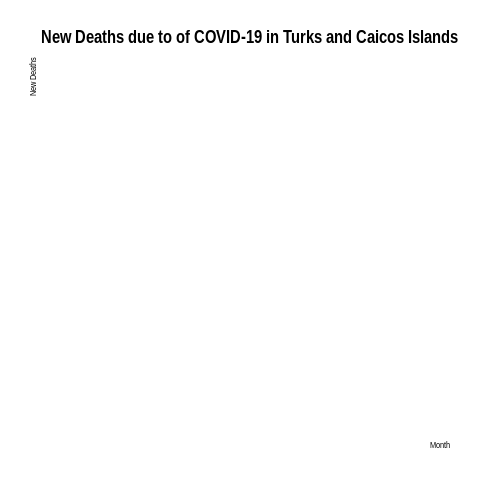 New Deaths due to of COVID-19 in Turks and Caicos Islands
New Deaths
Month